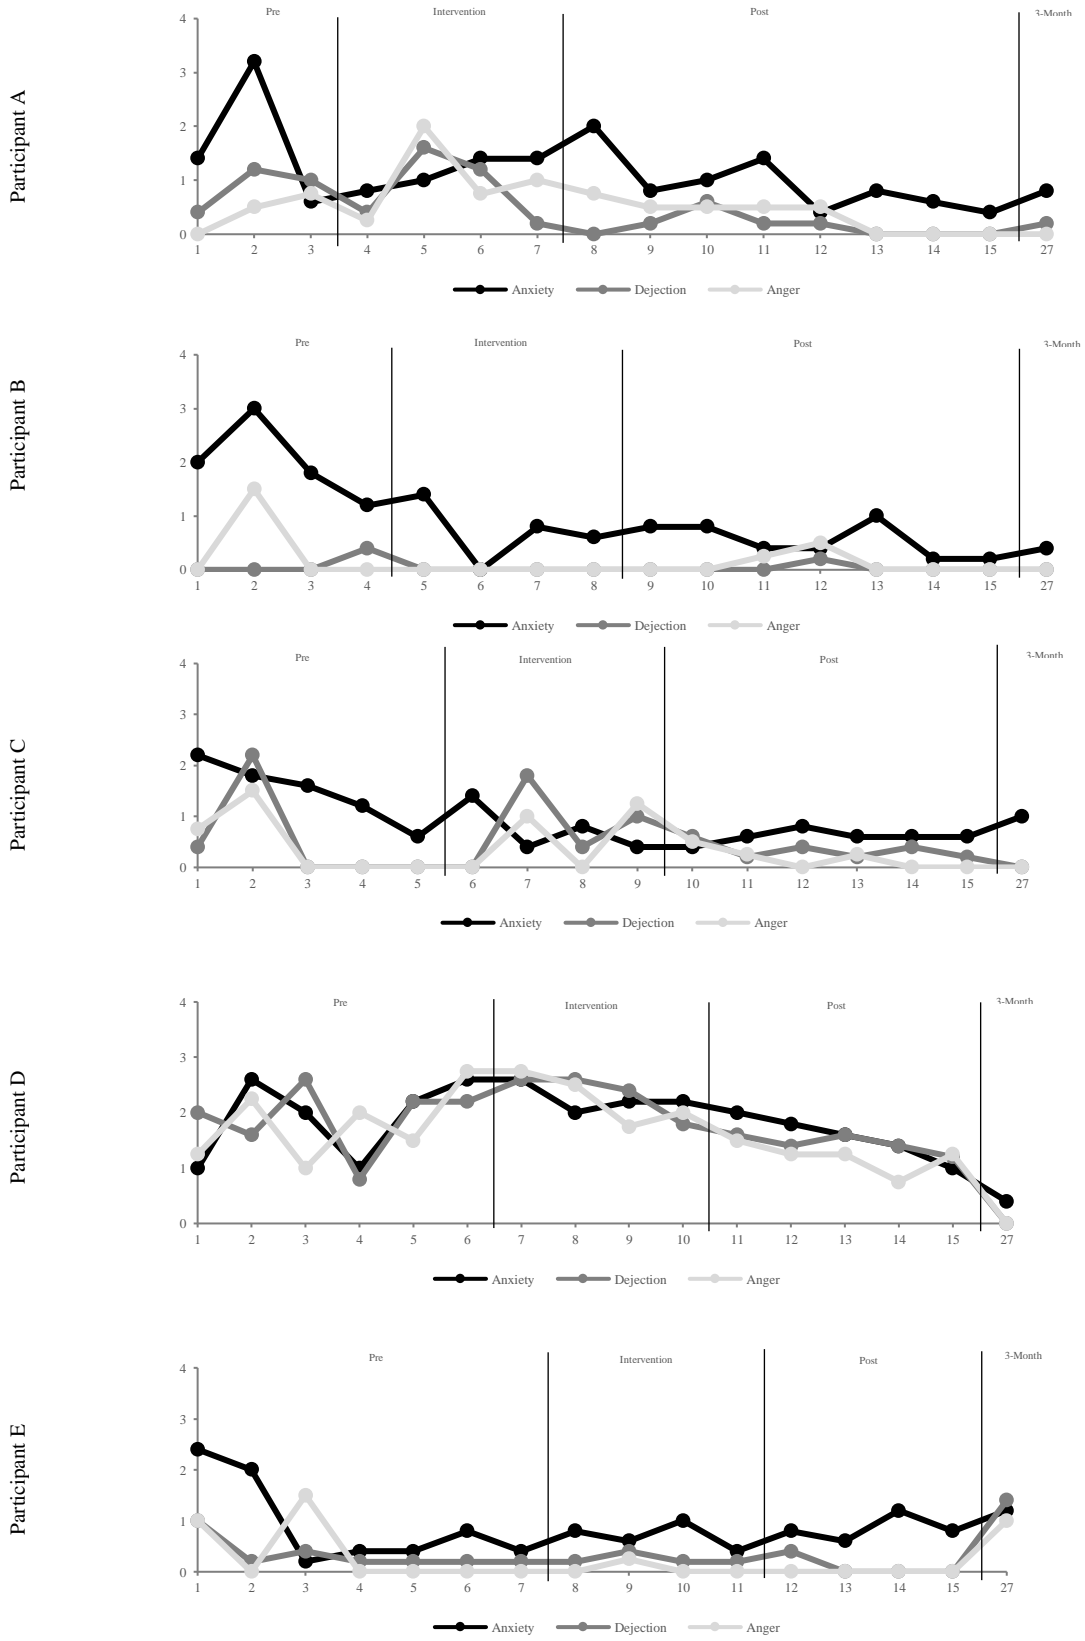 Pre Intervention Post 3-Month
Participant A
4
3
2
1
0
1 2 3 4 5 6 7 8 9 10 11 12 13 14 15 27
Anxiety Dejection Anger
Pre Intervention Post 3-Month
Participant B
4
3
2
1
0
1 2 3 4 5 6 7 8 9 10 11 12 13 14 15 27
Anxiety Dejection Anger
Pre Intervention Post 3-Month
Participant C
4
3
2
1
0
1 2 3 4 5 6 7 8 9 10 11 12 13 14 15 27
Anxiety Dejection Anger
Pre Intervention Post 3-Month
Participant D
4
3
2
1
0
1 2 3 4 5 6 7 8 9 10 11 12 13 14 15 27
Anxiety Dejection Anger
Pre Intervention Post 3-Month
Participant E
4
3
2
1
0
1 2 3 4 5 6 7 8 9 10 11 12 13 14 15 27
Anxiety Dejection Anger